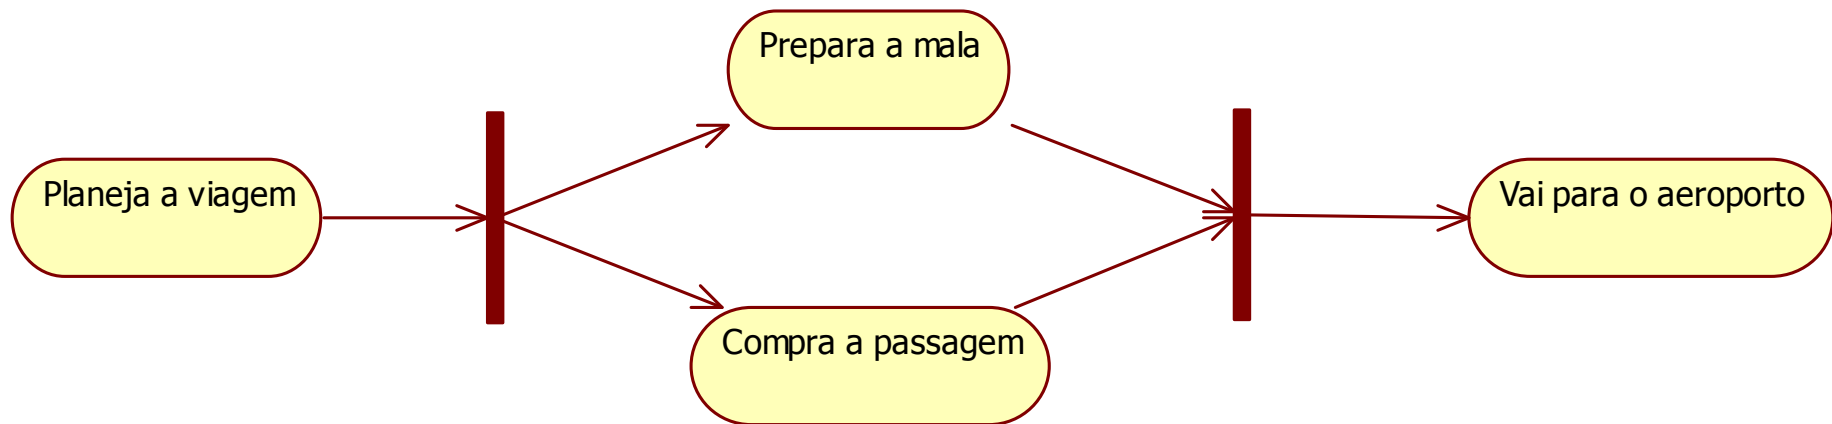 Prepara a mala
Planeja a viagem
Vai para o aeroporto
Compra a passagem